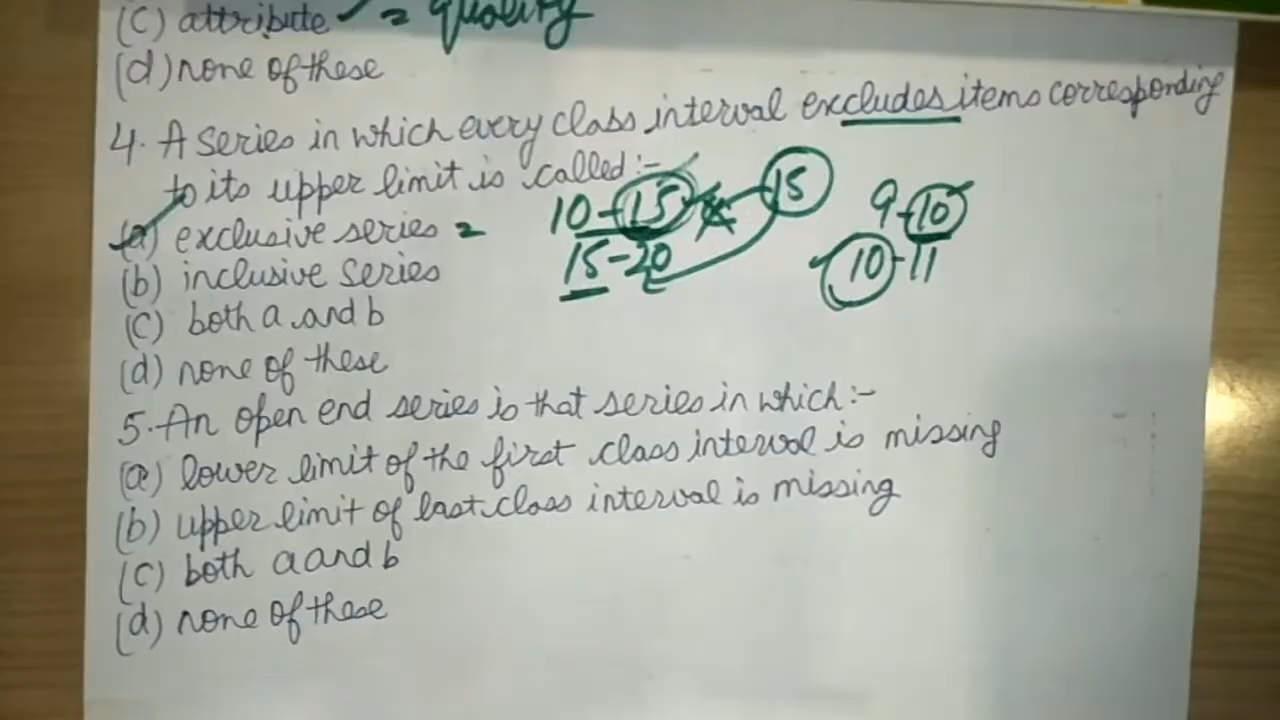 (c) attribute = quality
(d) none of these
4. A series in which every class interval excludes items corresponding
to its upper limit is called:-
10-15 15 9-10
(a) exclusive series =
15-20 10-11
(b) inclusive series
(c) both a and b
(d) none of these
5. An open end series is that series in which:-
(a) lower limit of the first class interval is missing
(b) upper limit of last class interval is missing
(c) both a and b
(d) none of these